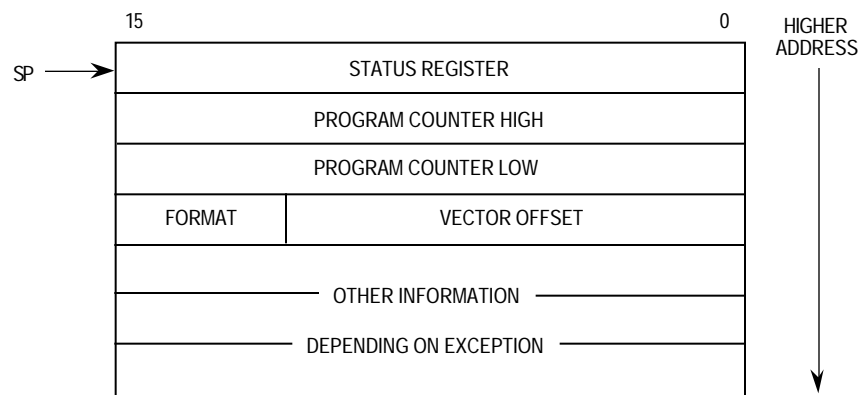 15 0
HIGHER
ADDRESS
SP
STATUS REGISTER
PROGRAM COUNTER HIGH
PROGRAM COUNTER LOW
FORMAT VECTOR OFFSET
OTHER INFORMATION
DEPENDING ON EXCEPTION